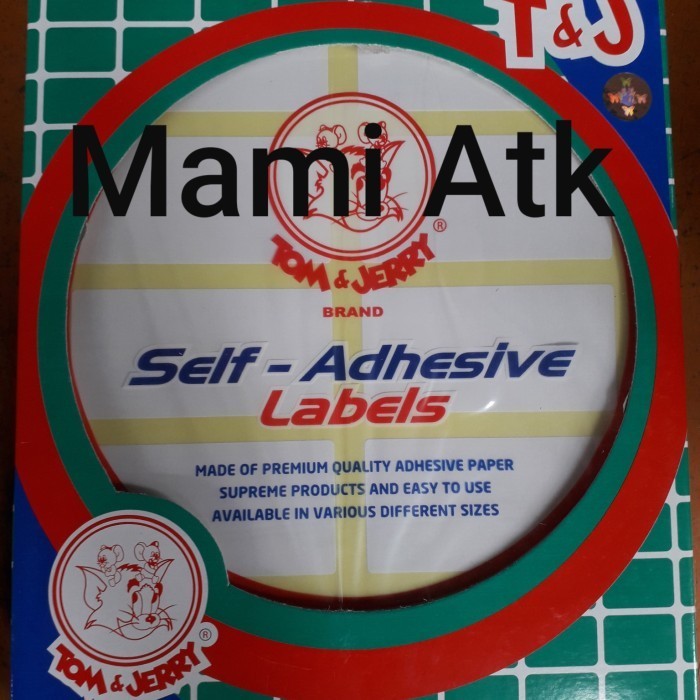 T&J
Mami Atk
TOM & JERRY ®
BRAND
Self - Adhesive
Labels
MADE OF PREMIUM QUALITY ADHESIVE PAPER
SUPREME PRODUCTS AND EASY TO USE
AVAILABLE IN VARIOUS DIFFERENT SIZES
TOM & JERRY ®